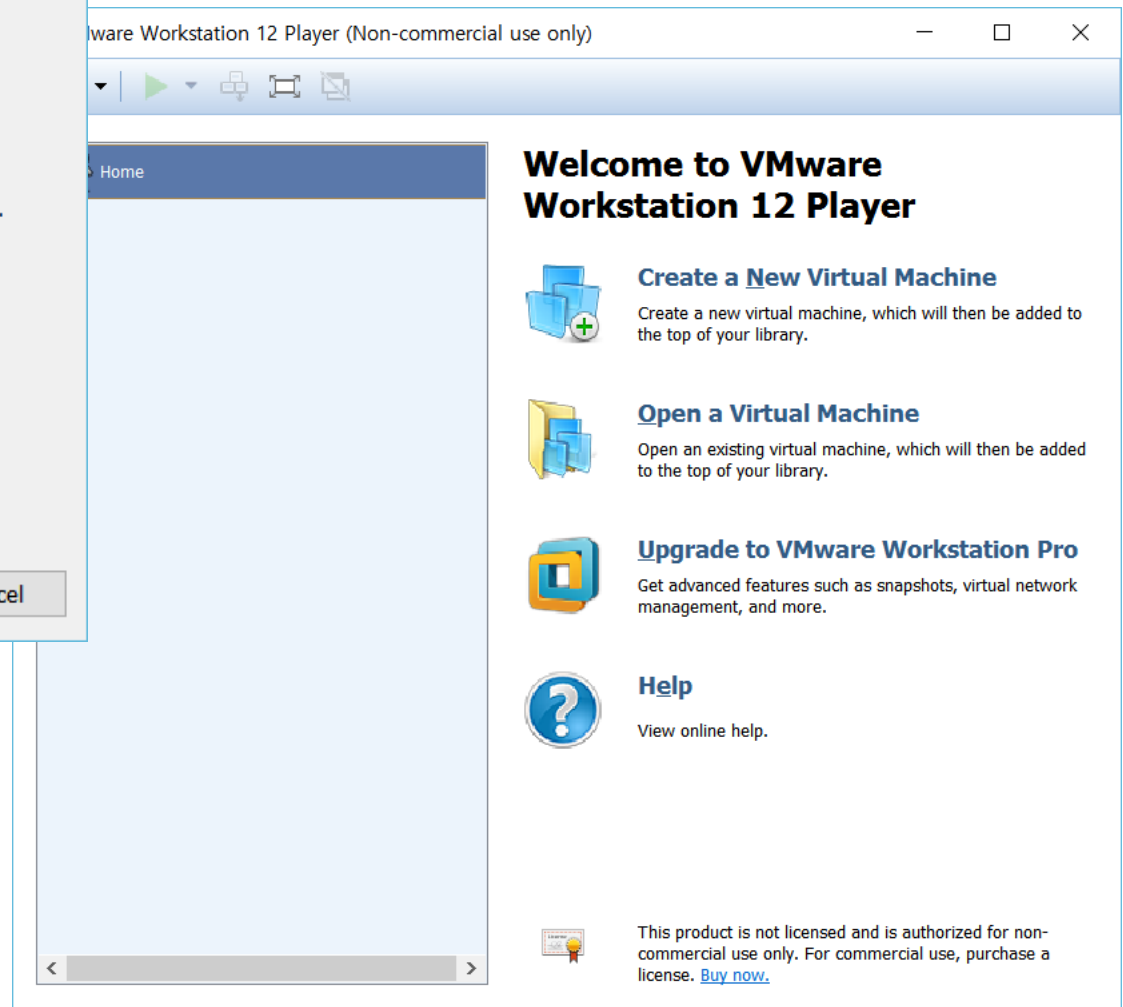 Workstation 12 Player (Non-commercial use only)
Home
Welcome to VMware
Workstation 12 Player
Create a New Virtual Machine
Create a new virtual machine, which will then be added to
the top of your library.
Open a Virtual Machine
Open an existing virtual machine, which will then be added
to the top of your library.
Upgrade to VMware Workstation Pro
Get advanced features such as snapshots, virtual network
management, and more.
Help
View online help.
This product is not licensed and is authorized for non-
commercial use only. For commercial use, purchase a
license. Buy now.